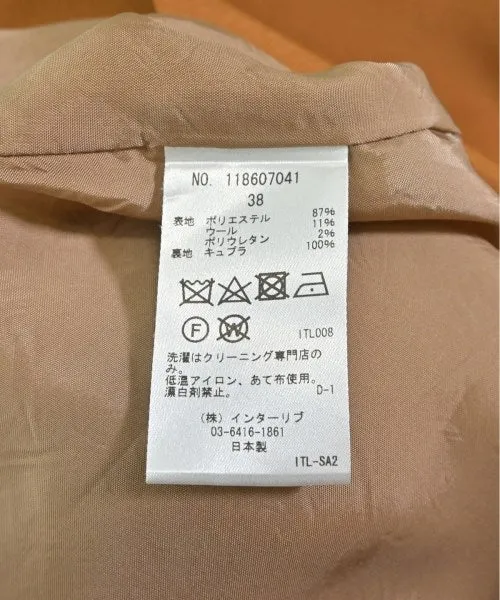 NO. 118607041
38
表地 ポリエステル 87%
ウール 11%
ポリウレタン 2%
裏地 キュプラ 100%
F W ITL008
洗濯はクリーニング専門店の
み。
低温アイロン、あて布使用。
漂白剤禁止。 D-1
(株) インターリブ
03-6416-1861
日本製
ITL-SA2